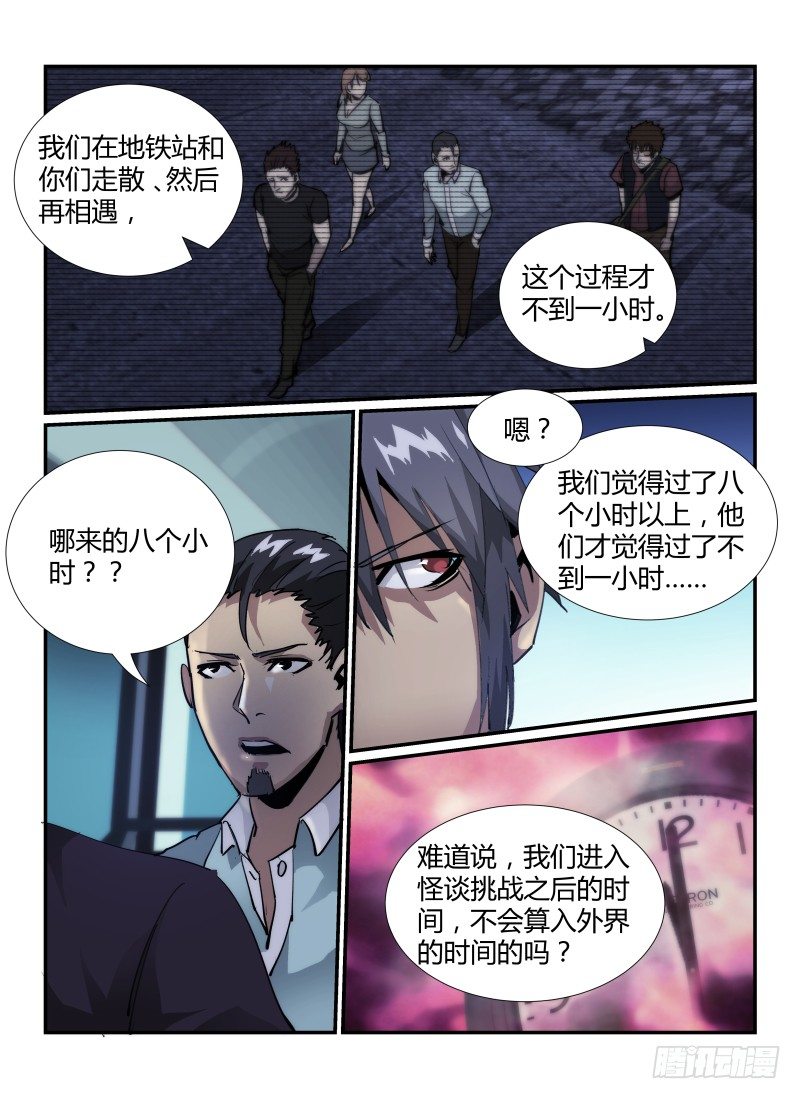 我们在地铁站和
你们走散、然后
再相遇，
这个过程才
不到一小时。
哪来的八个小
时？？
嗯？
我们觉得过了八
个小时以上，他
们才觉得过了不
到一小时……
难道说，我们进入
怪谈挑战之后的时
间，不会算入外界
的时间的吗？
12
腾讯动漫